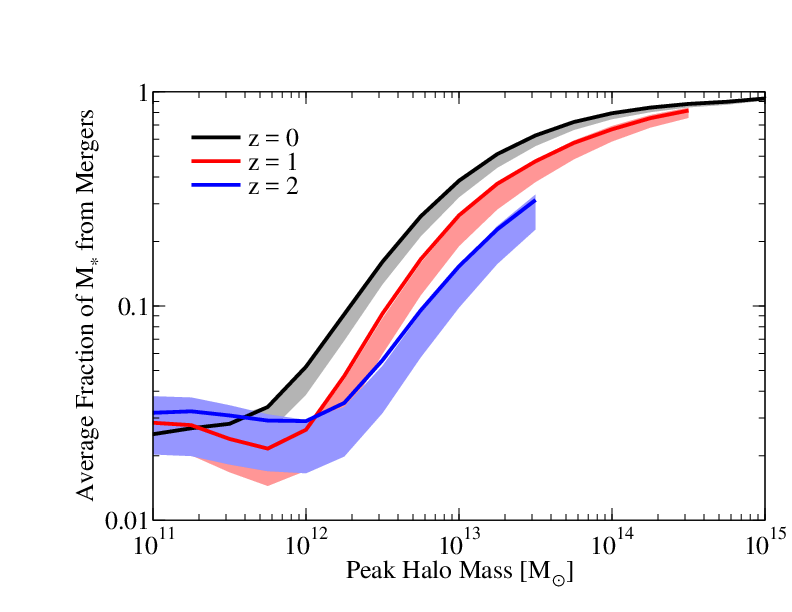 1
0.1
0.01
Average Fraction of M* from Mergers
z = 0
z = 1
z = 2
10^11 10^12 10^13 10^14 10^15
Peak Halo Mass [M☉]